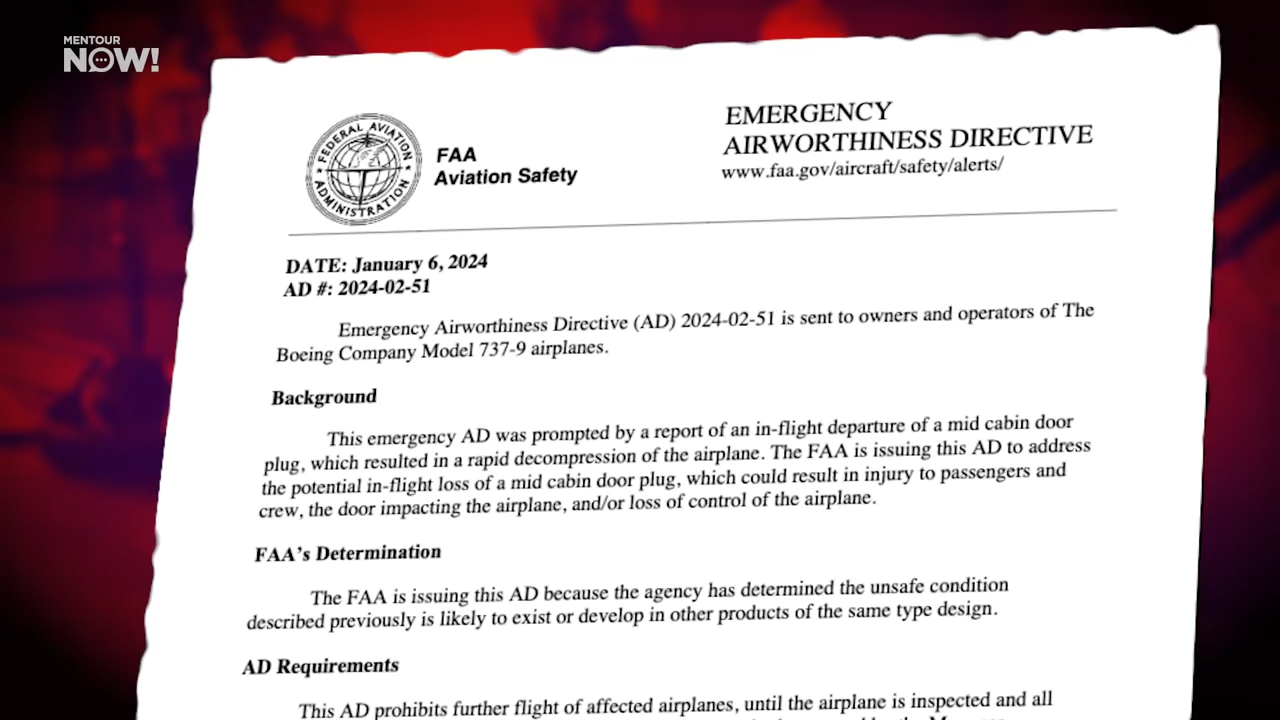 MENTOUR
NOW!
FEDERAL AVIATION
ADMINISTRATION
FAA
Aviation Safety
EMERGENCY
AIRWORTHINESS DIRECTIVE
www.faa.gov/aircraft/safety/alerts/
DATE: January 6, 2024
AD #: 2024-02-51
Emergency Airworthiness Directive (AD) 2024-02-51 is sent to owners and operators of The
Boeing Company Model 737-9 airplanes.
Background
This emergency AD was prompted by a report of an in-flight departure of a mid cabin door
plug, which resulted in a rapid decompression of the airplane. The FAA is issuing this AD to address
the potential in-flight loss of a mid cabin door plug, which could result in injury to passengers and
crew, the door impacting the airplane, and/or loss of control of the airplane.
FAA’s Determination
The FAA is issuing this AD because the agency has determined the unsafe condition
described previously is likely to exist or develop in other products of the same type design.
AD Requirements
This AD prohibits further flight of affected airplanes, until the airplane is inspected and all